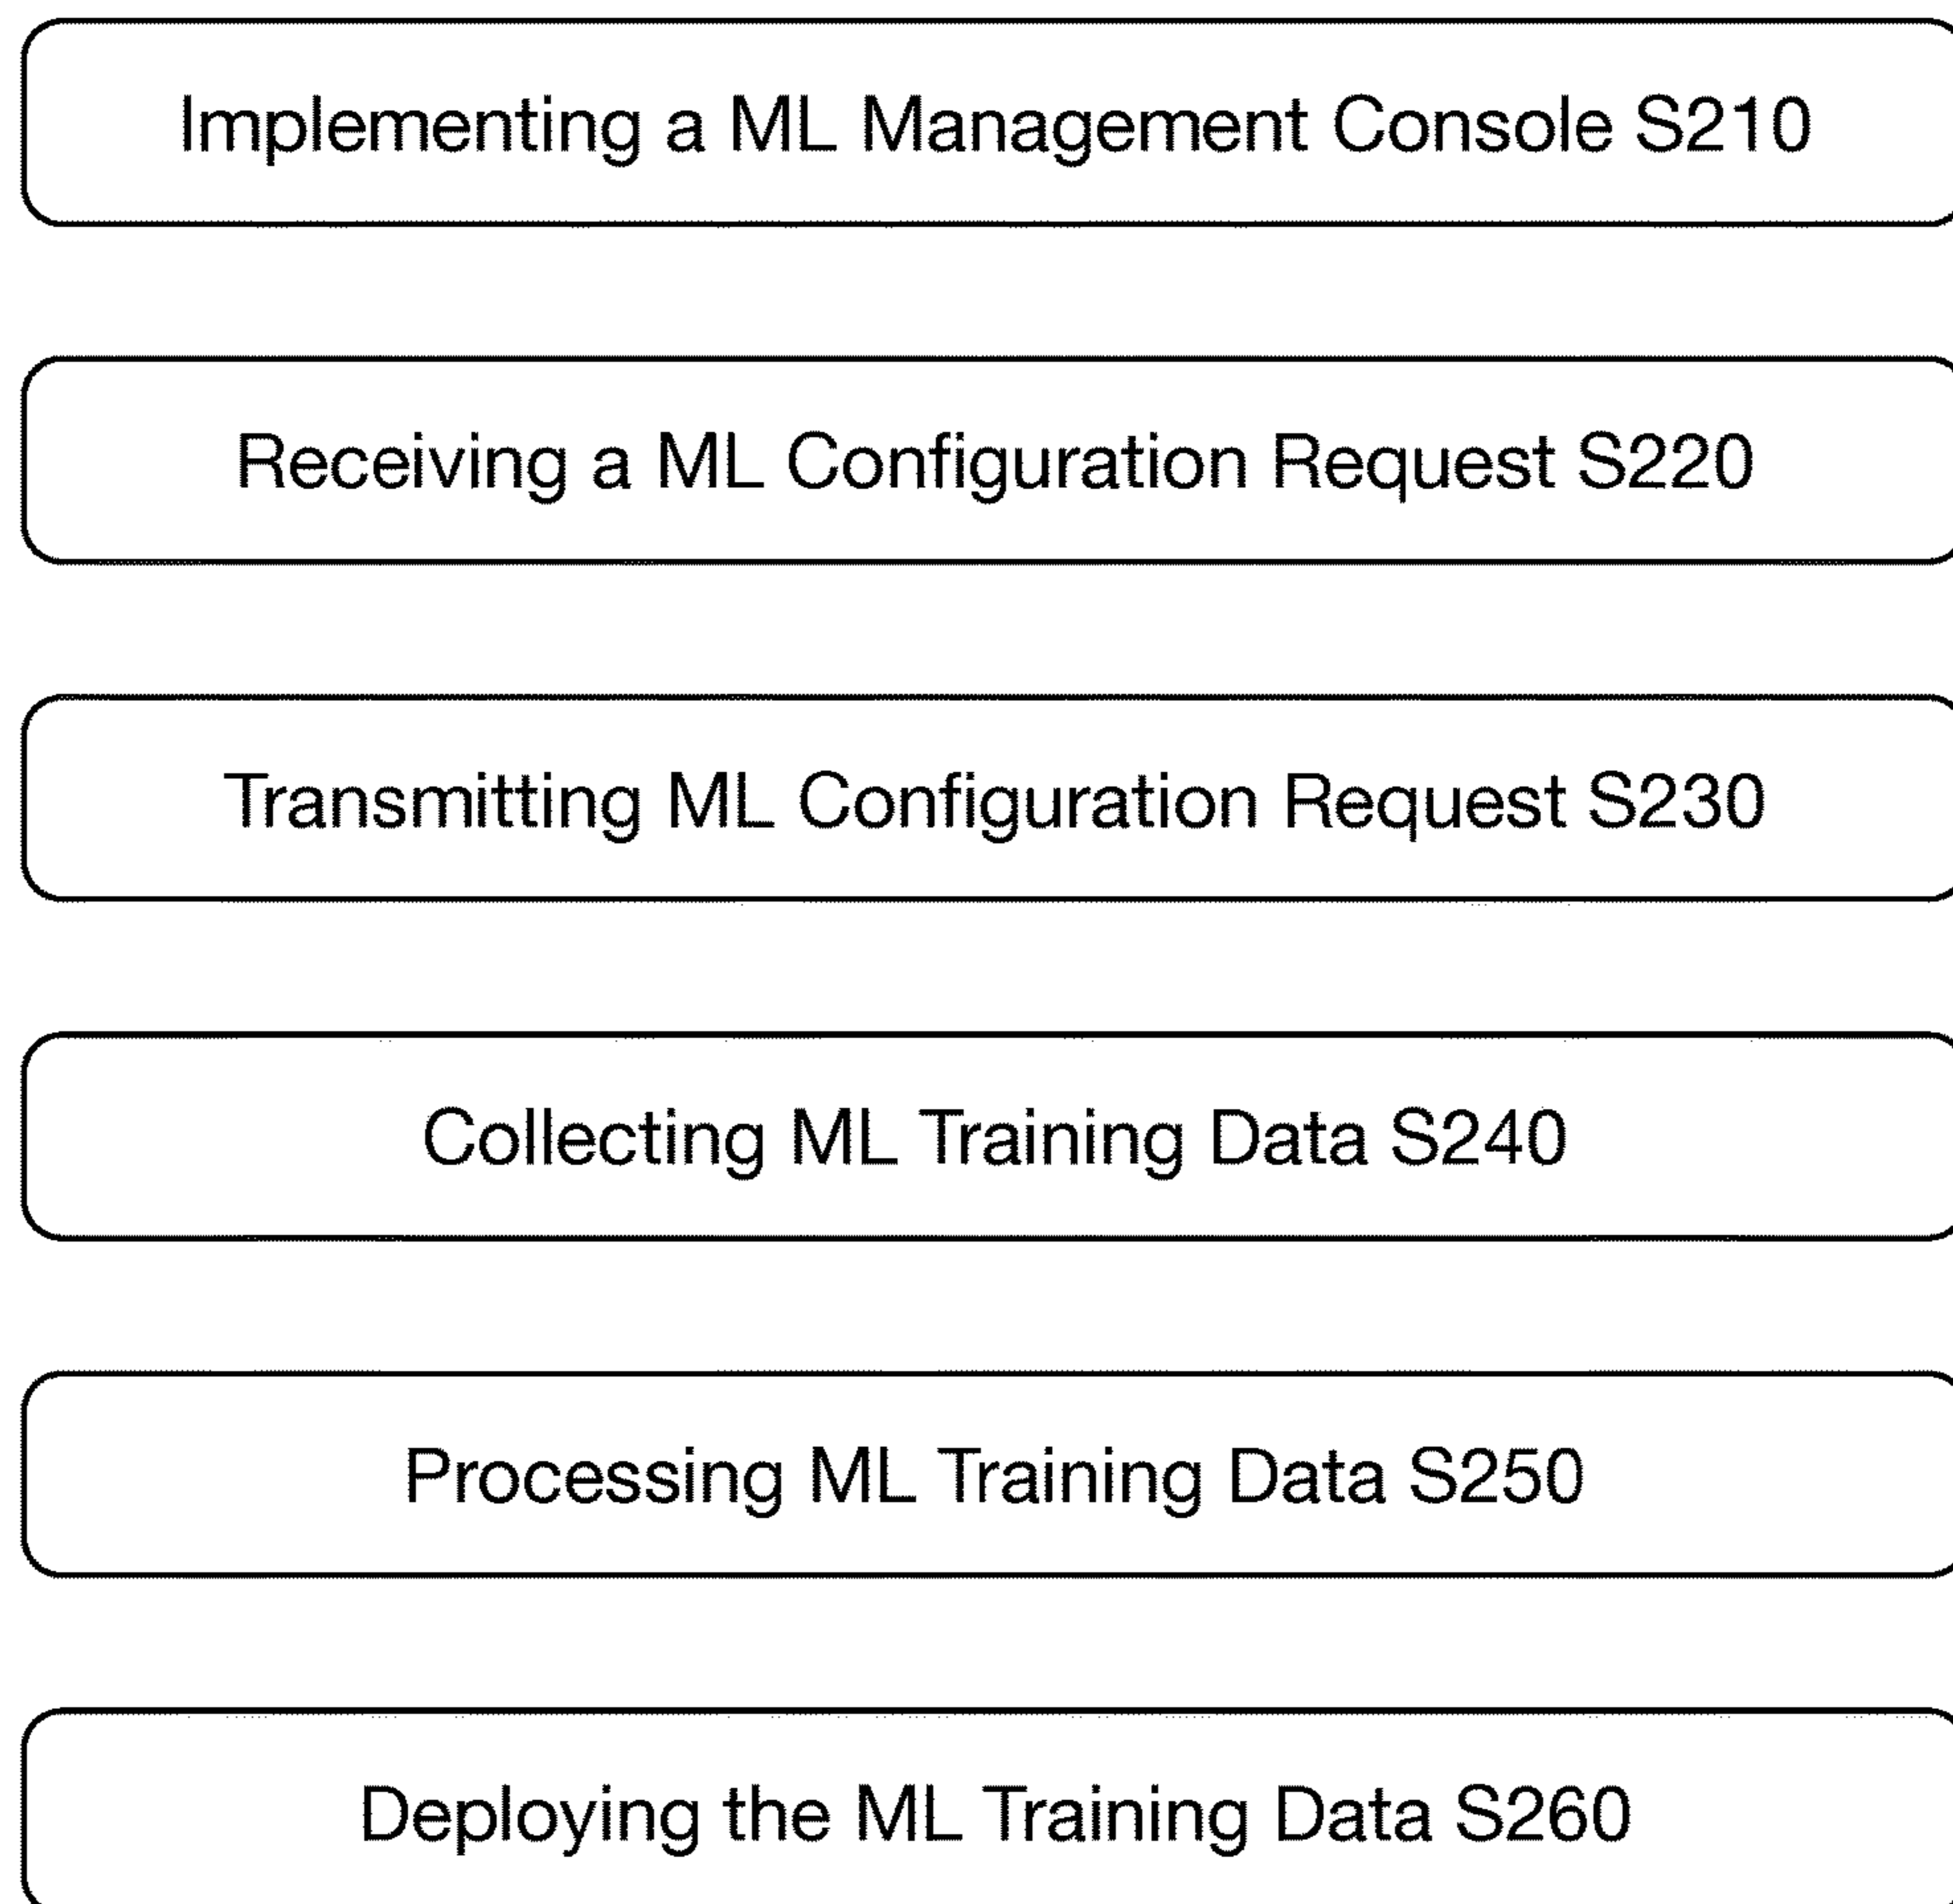 Implementing a ML Management Console S210
Receiving a ML Configuration Request S220
Transmitting ML Configuration Request S230
Collecting ML Training Data S240
Processing ML Training Data S250
Deploying the ML Training Data S260